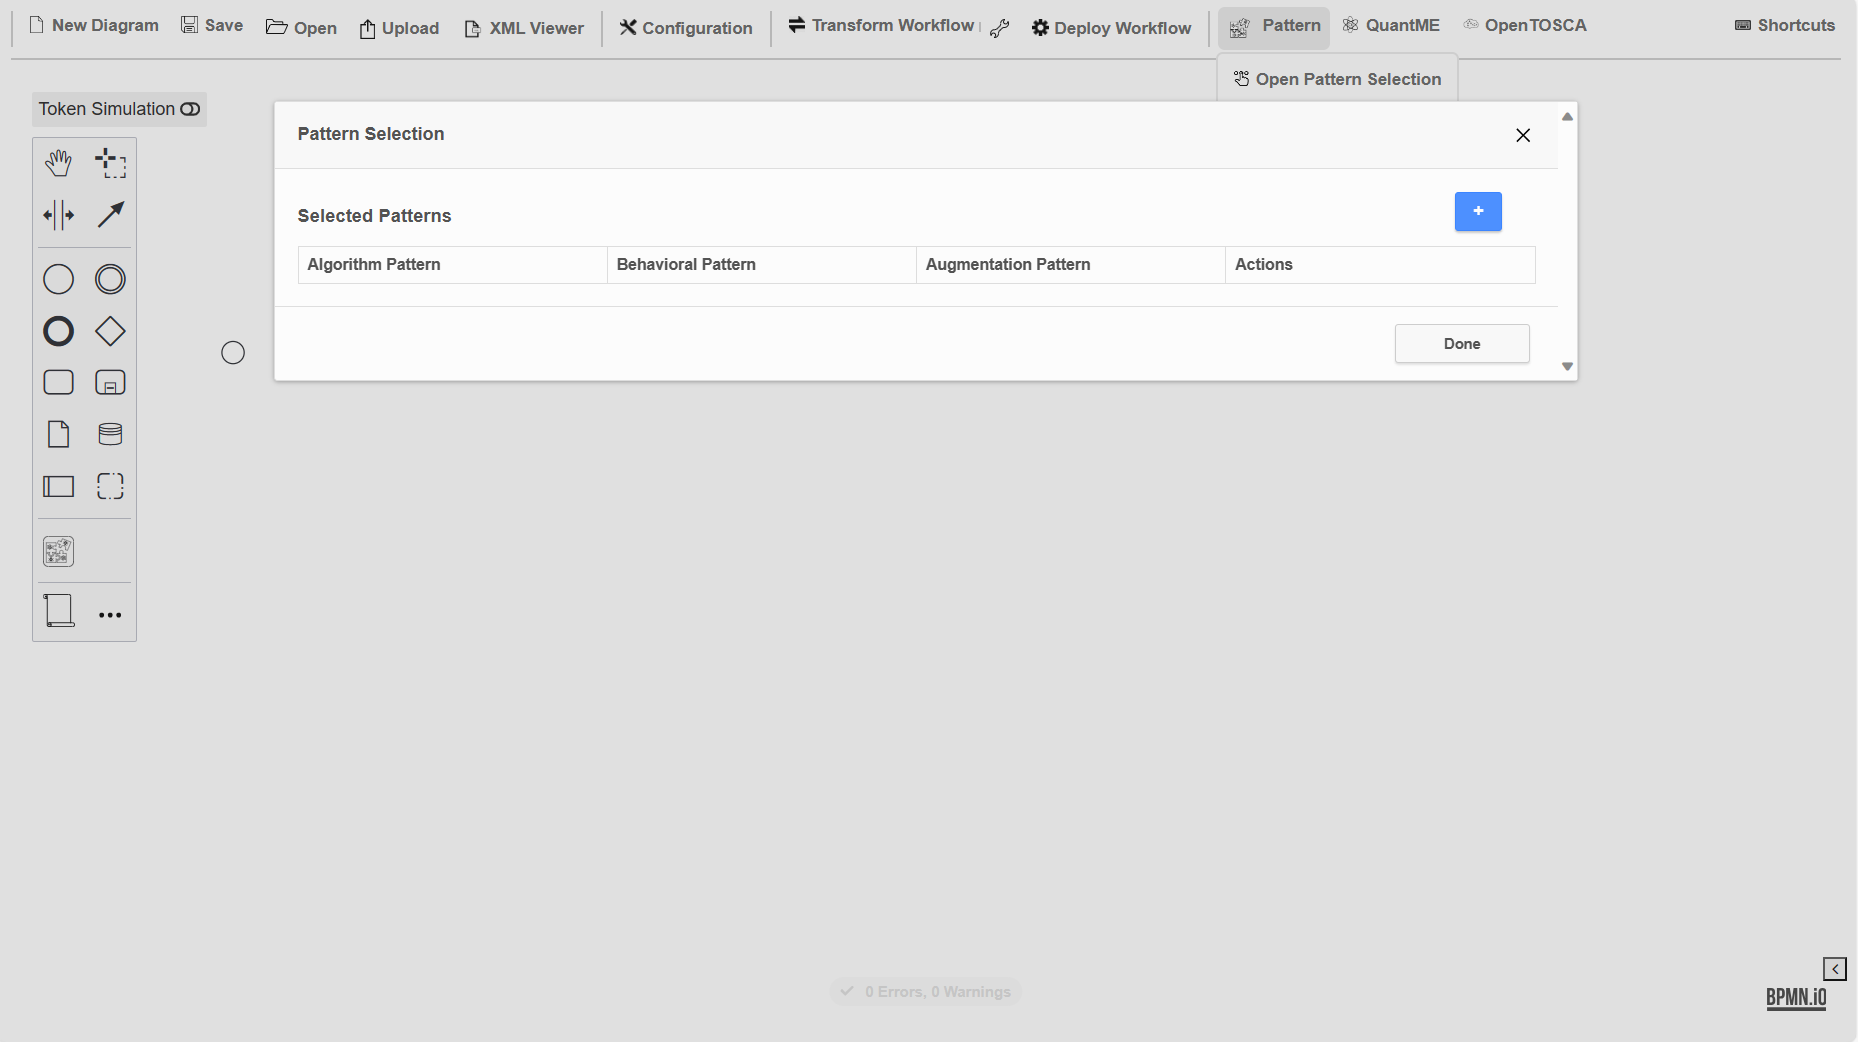 New Diagram Save Open Upload XML Viewer Configuration Transform Workflow Deploy Workflow Pattern QuantME OpenTOSCA Shortcuts
Open Pattern Selection
Token Simulation
Pattern Selection
Selected Patterns
+
Algorithm Pattern Behavioral Pattern Augmentation Pattern Actions
Done
0 Errors, 0 Warnings
BPMN.iO